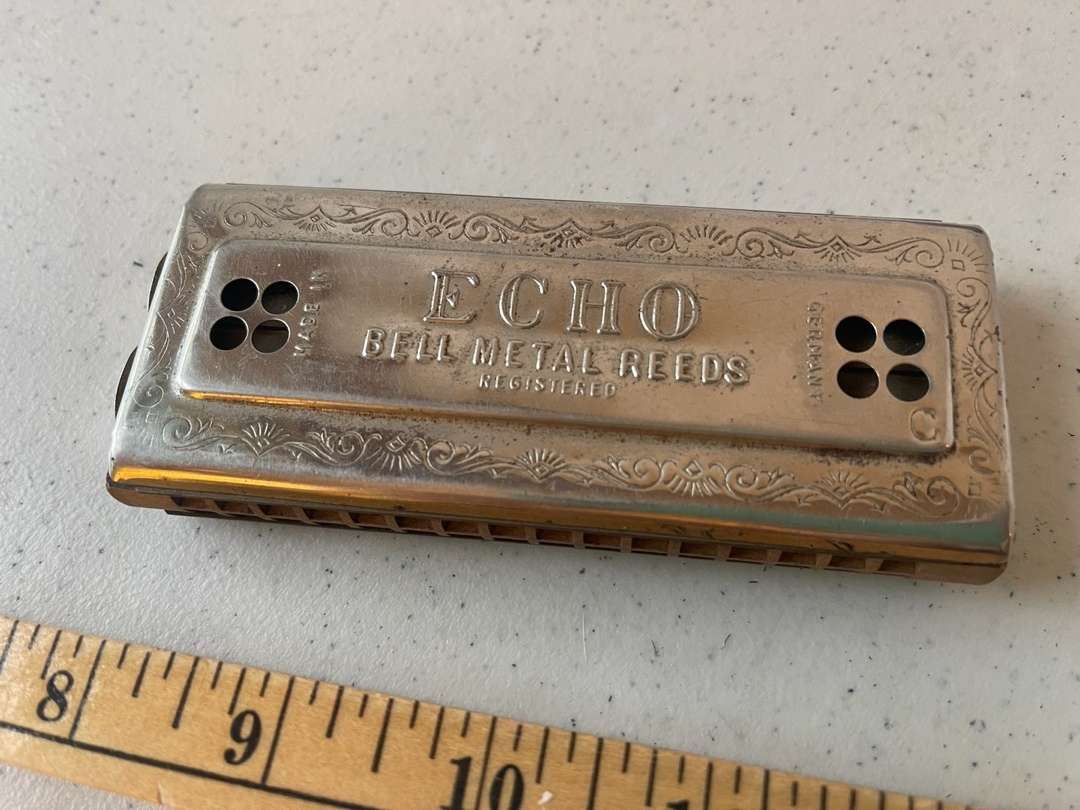 MADE IN
ECHO
BELL METAL REEDS
REGISTERED
GERMANY
C
8
9
10